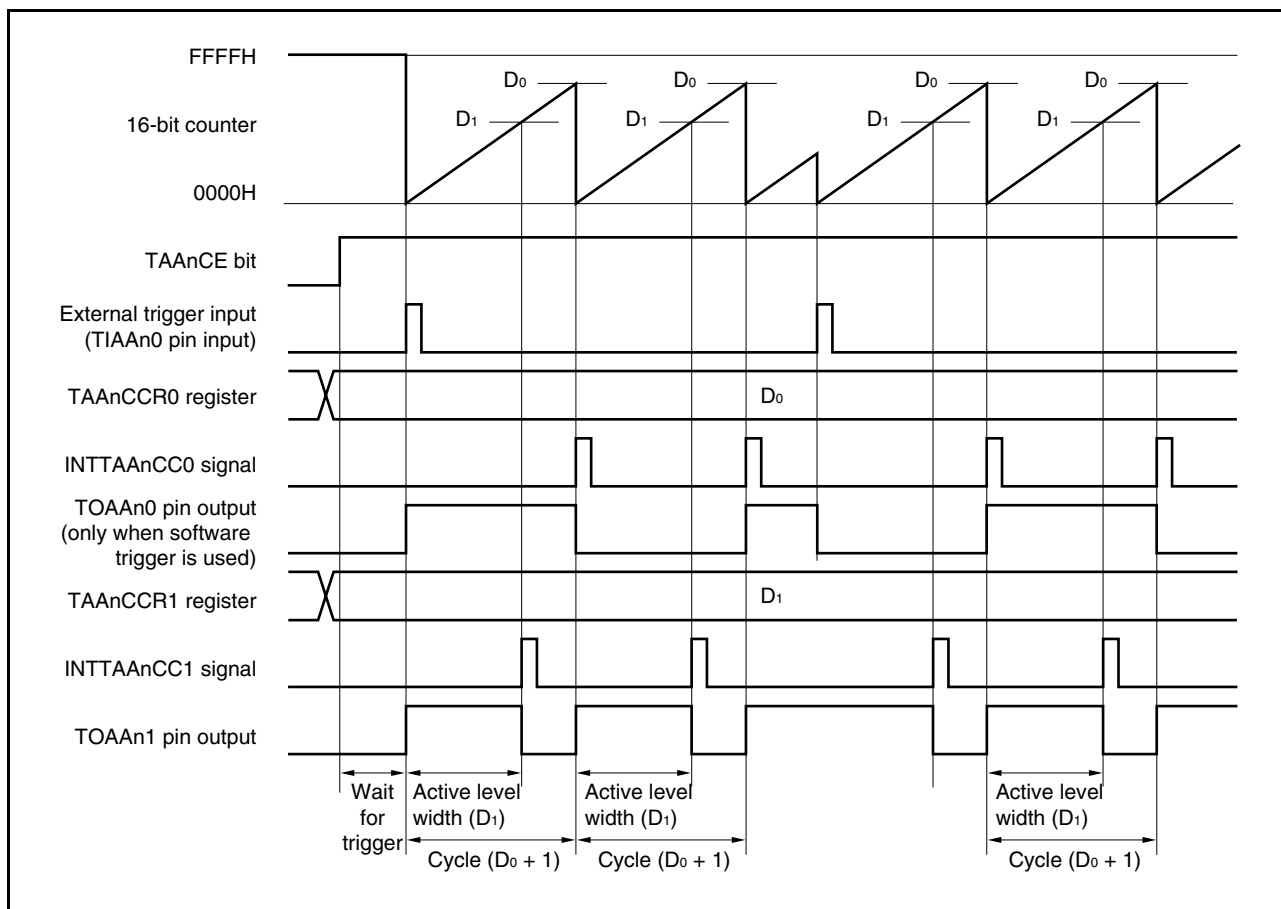 FFFFH
D0
D0
D0
D0
16-bit counter
D1
D1
D1
D1
0000H
TAAnCE bit
External trigger input
(TIAAn0 pin input)
TAAnCCR0 register
D0
INTTAAnCC0 signal
TOAAn0 pin output
(only when software
trigger is used)
TAAnCCR1 register
D1
INTTAAnCC1 signal
TOAAn1 pin output
Wait
for
trigger
Active level
width (D1)
Active level
width (D1)
Active level
width (D1)
Cycle (D0 + 1)
Cycle (D0 + 1)
Cycle (D0 + 1)